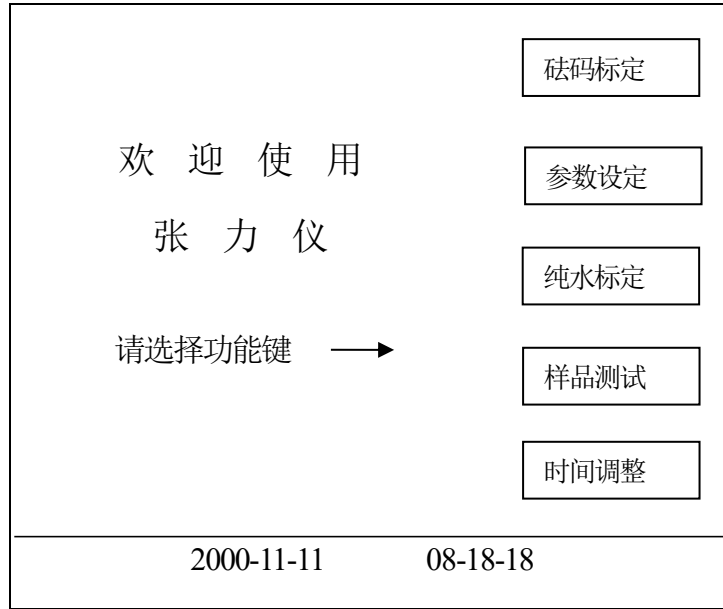 欢迎使用
张力仪
请选择功能键
砝码标定
参数设定
纯水标定
样品测试
时间调整
2000-11-11 08-18-18